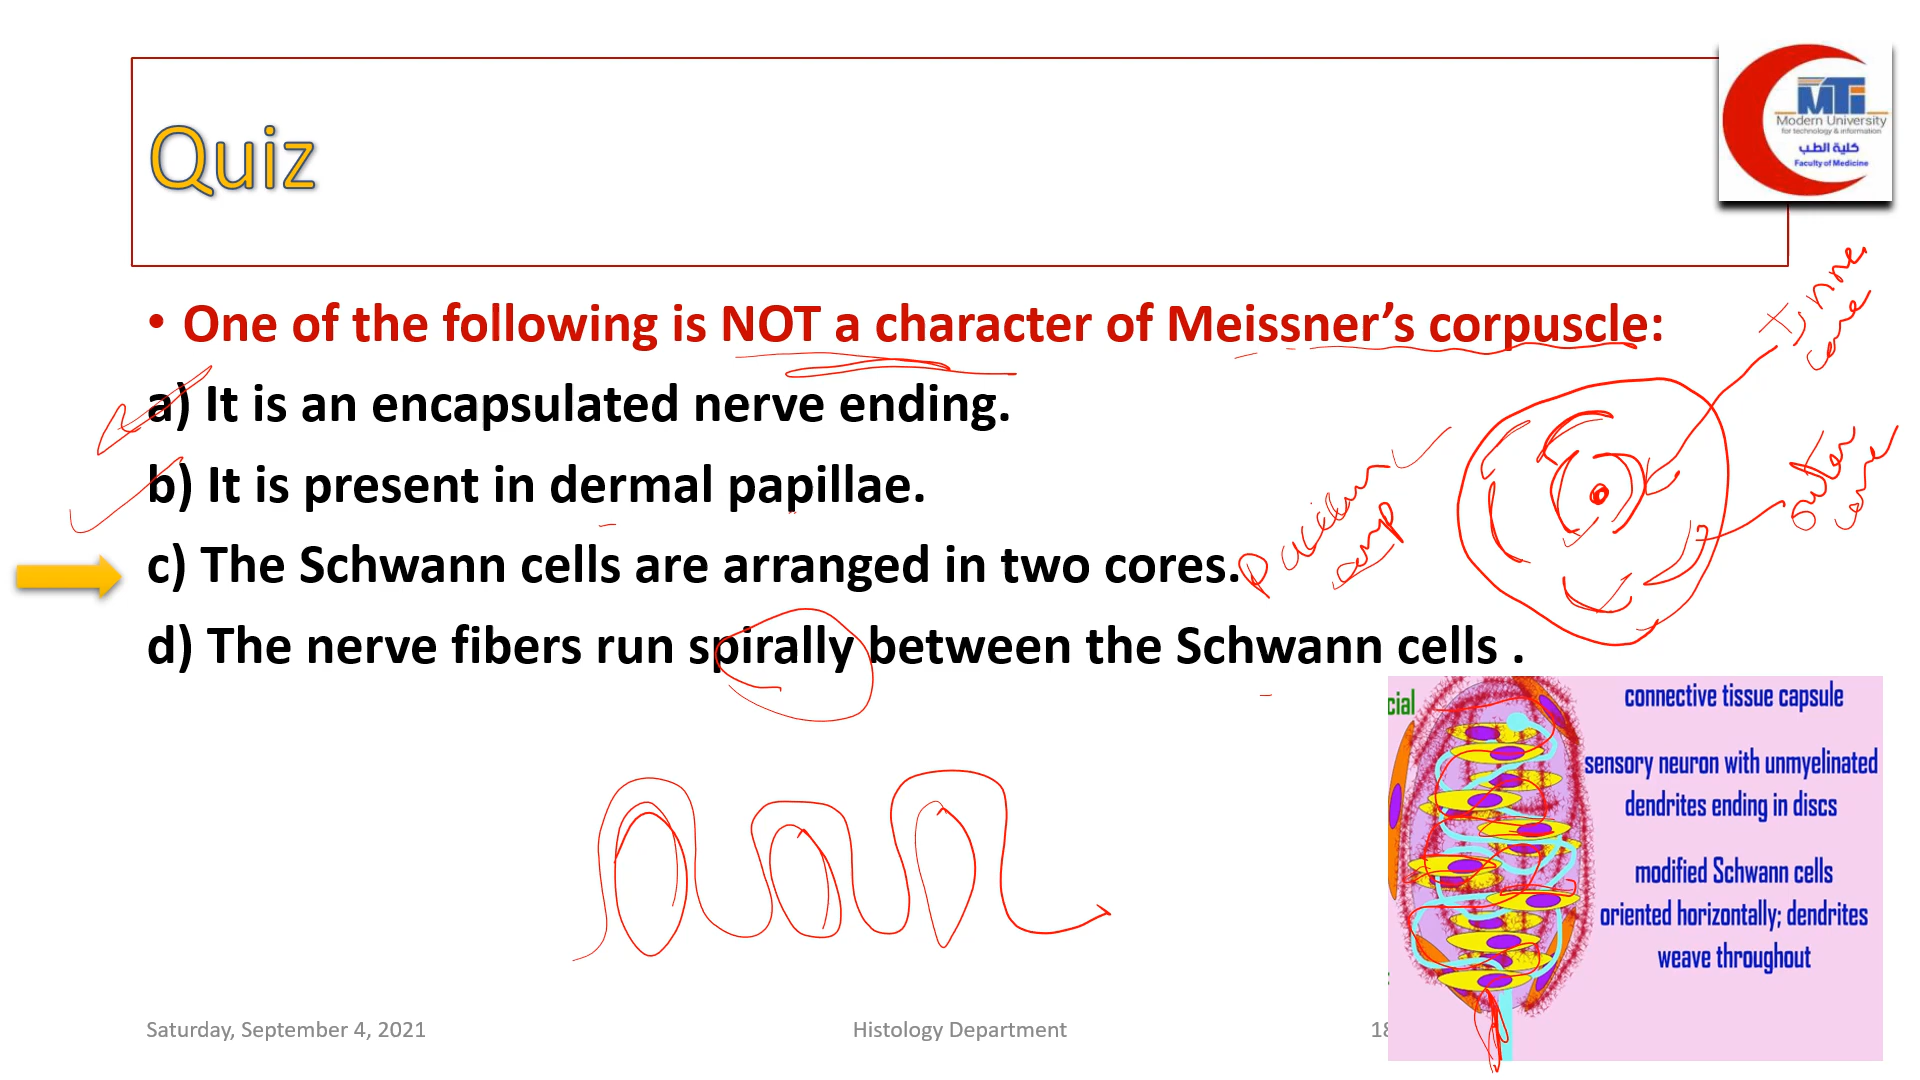 MTi
Modern University
for technology & information
كلية الطب
Faculty of Medicine
Quiz
• One of the following is NOT a character of Meissner’s corpuscle:
a) It is an encapsulated nerve ending.
b) It is present in dermal papillae.
c) The Schwann cells are arranged in two cores.
d) The nerve fibers run spirally between the Schwann cells .
Inner
core
outer
core
Pacinian
corp
cial
connective tissue capsule
sensory neuron with unmyelinated
dendrites ending in discs
modified Schwann cells
oriented horizontally; dendrites
weave throughout
Saturday, September 4, 2021
Histology Department
18